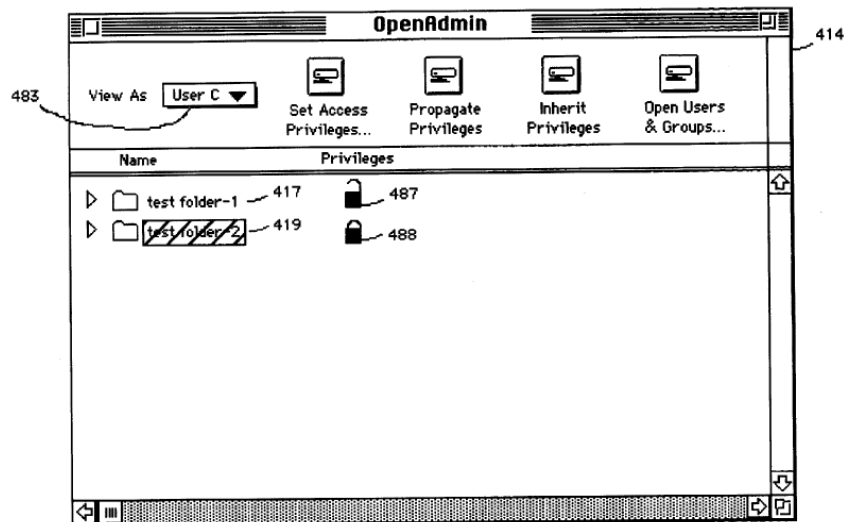 OpenAdmin
414
483
View As User C
Set Access Privileges...
Propagate Privileges
Inherit Privileges
Open Users & Groups...
Name Privileges
test folder-1 417 487
test folder-2 419 488